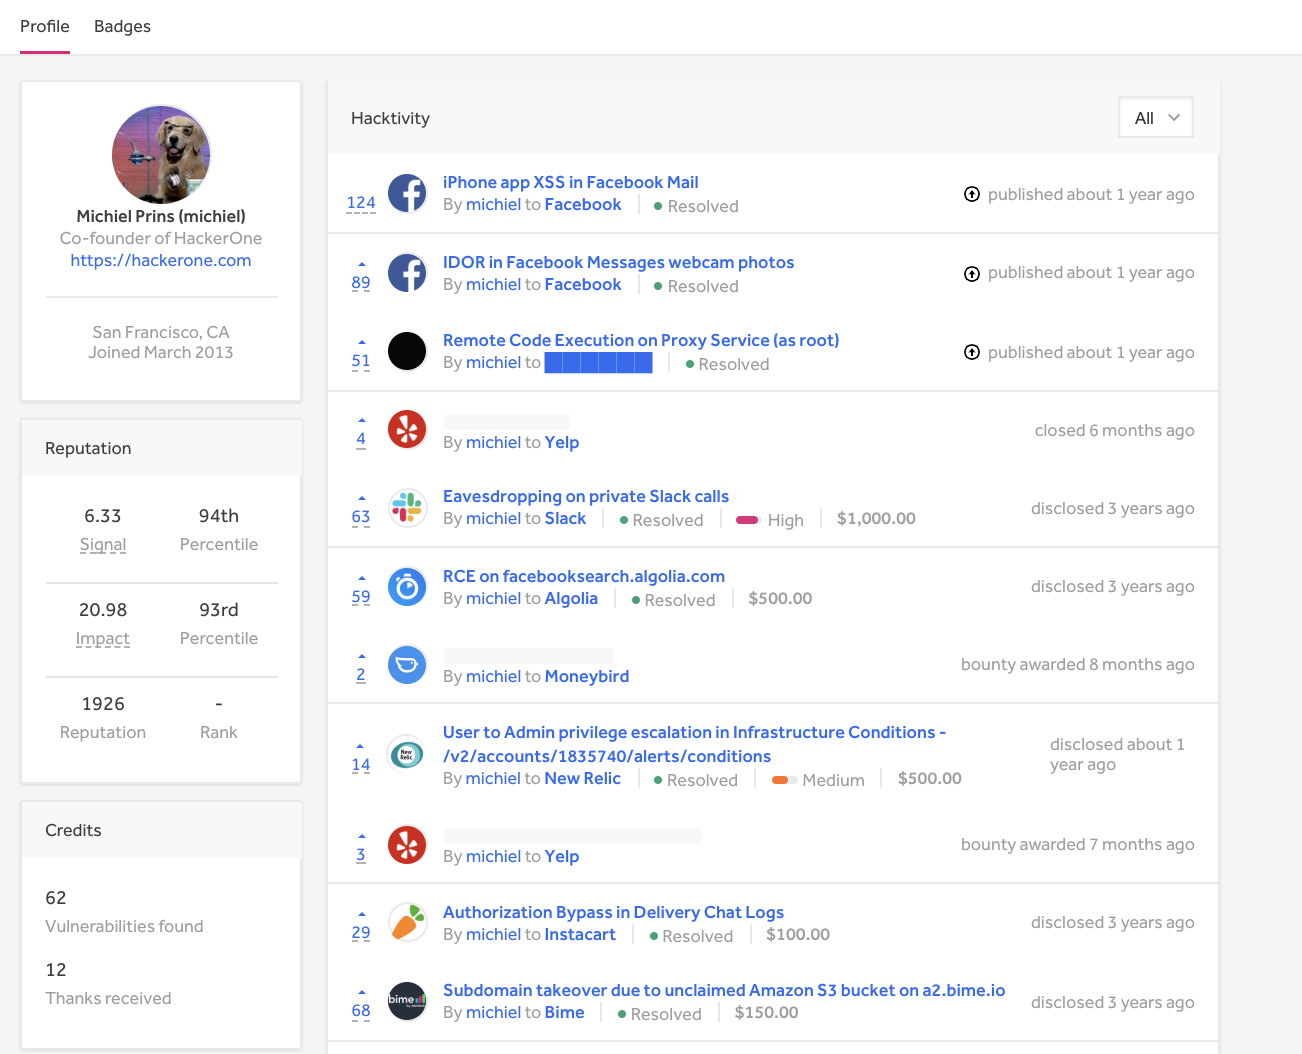 Profile
Badges
Michiel Prins (michiel)
Co-founder of HackerOne
https://hackerone.com
San Francisco, CA
Joined March 2013
Reputation
6.33
94th
Signal
Percentile
20.98
93rd
Impact
Percentile
1926
-
Reputation
Rank
Credits
62
Vulnerabilities found
12
Thanks received
Hacktivity
All
124
iPhone app XSS in Facebook Mail
By michiel to Facebook
Resolved
published about 1 year ago
89
IDOR in Facebook Messages webcam photos
By michiel to Facebook
Resolved
published about 1 year ago
51
Remote Code Execution on Proxy Service (as root)
By michiel to ██████
Resolved
published about 1 year ago
4
By michiel to Yelp
closed 6 months ago
63
Eavesdropping on private Slack calls
By michiel to Slack
Resolved
High
$1,000.00
disclosed 3 years ago
59
RCE on facebooksearch.algolia.com
By michiel to Algolia
Resolved
$500.00
disclosed 3 years ago
2
By michiel to Moneybird
bounty awarded 8 months ago
14
New
Relic
User to Admin privilege escalation in Infrastructure Conditions -
/v2/accounts/1835740/alerts/conditions
By michiel to New Relic
Resolved
Medium
$500.00
disclosed about 1
year ago
3
By michiel to Yelp
bounty awarded 7 months ago
29
Authorization Bypass in Delivery Chat Logs
By michiel to Instacart
Resolved
$100.00
disclosed 3 years ago
68
bime
Subdomain takeover due to unclaimed Amazon S3 bucket on a2.bime.io
By michiel to Bime
Resolved
$150.00
disclosed 3 years ago